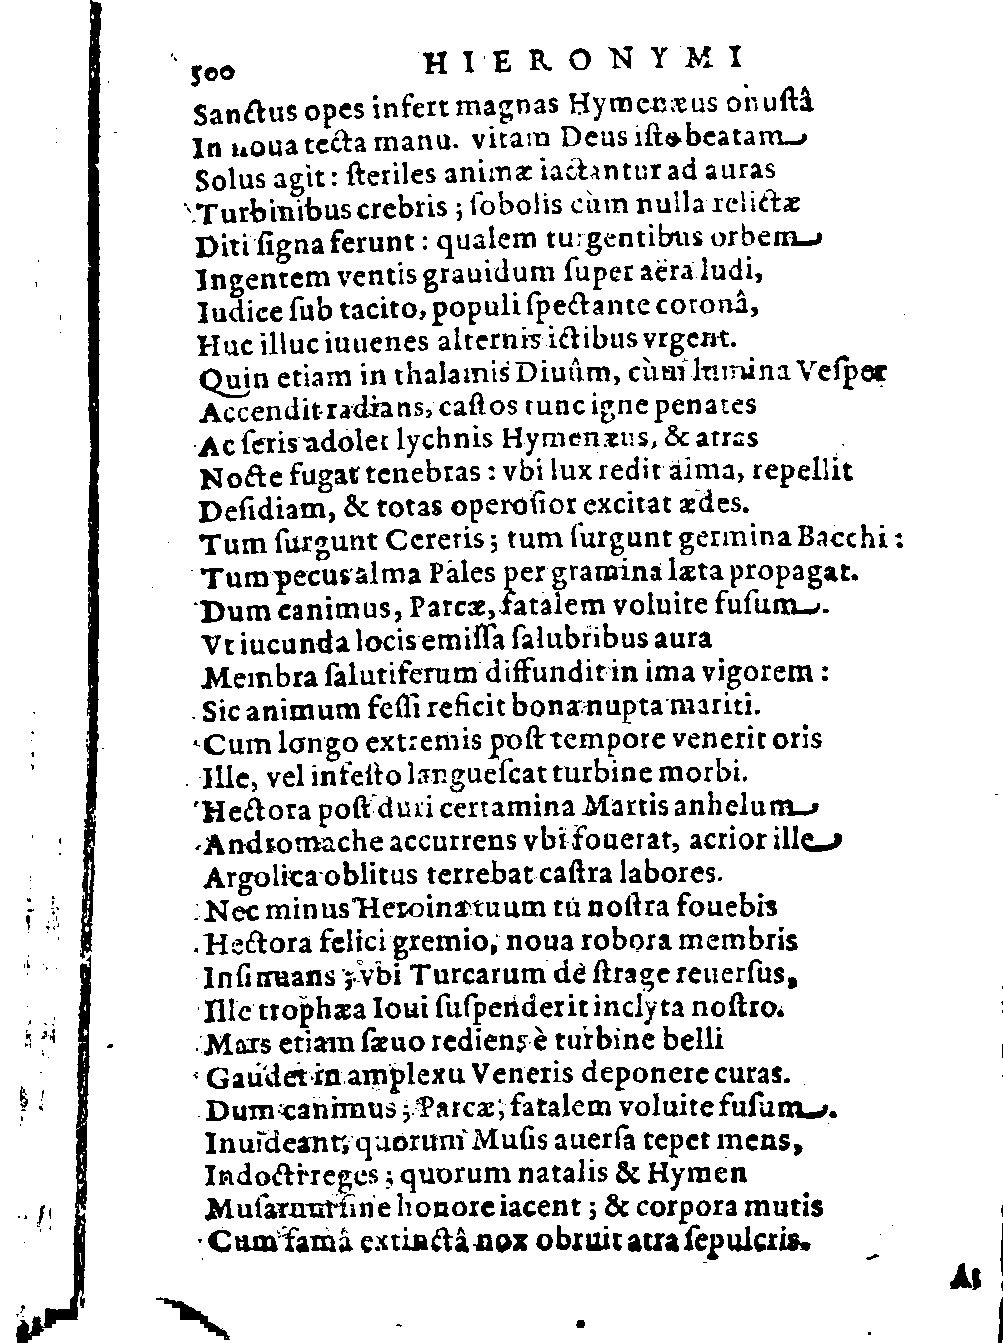 500 HIERONYMI
Sanctus opes infert magnas Hymenæus onustâ
In noua tecta manu. vitam Deus isto beatam
Solus agit: steriles animæ iactantur ad auras
Turbinibus crebris; sobolis cùm nulla relictæ
Diti signa ferunt: qualem turgentibus orbem
Ingentem ventis grauidum super aëra ludi,
Iudice sub tacito, populi spectante coronâ,
Huc illuc iuuenes alternis ictibus vrgent.
Quin etiam in thalamis Diuûm, cùm lumina Vesper
Accendit radians, castos tunc igne penates
Ac seris adolet lychnis Hymenæus, & atras
Nocte fugat tenebras: vbi lux redit alma, repellit
Desidiam, & totas operosior excitat ædes.
Tum surgunt Cereris; tum surgunt germina Bacchi:
Tum pecus alma Pales per gramina læta propagat.
Dum canimus, Parcæ, fatalem voluite fusum.
Vt iucunda locis emissa salubribus aura
Membra salutiferum diffundit in ima vigorem:
Sic animum fessi reficit bona nupta mariti.
Cum longo extremis post tempore venerit oris
Ille, vel infesto languescat turbine morbi.
Hectora post duri certamina Martis anhelum
Andromache accurrens vbi fouerat, acrior ille
Argolica oblitus terrebat castra labores.
Nec minus Heroina tuum tu nostra fouebis
Hectora felici gremio, noua robora membris
Insinuans; vbi Turcarum de strage reuersus,
Ille trophæa Ioui suspenderit inclyta nostro.
Mars etiam sæuo rediens è turbine belli
Gaudet in amplexu Veneris deponere curas.
Dum canimus; Parcæ, fatalem voluite fusum.
Inuideant, quorum Musis auersa tepet mens,
Indocti reges; quorum natalis & Hymen
Musarum sine honore iacent; & corpora mutis
Cum famâ extinctâ nox obruit atra sepulcris.
At